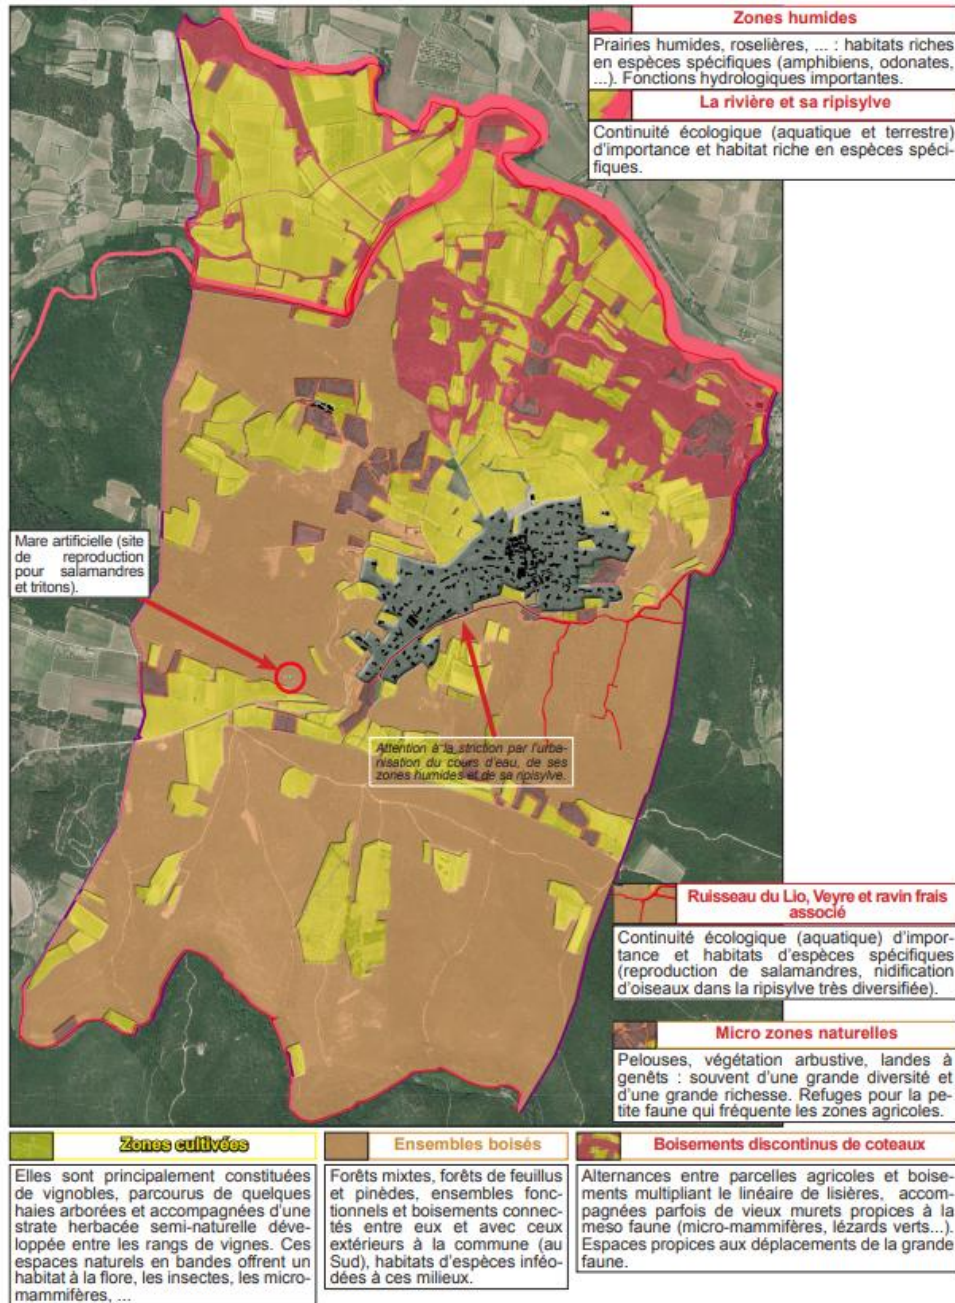 Zones humides
Prairies humides, roselières, ... : habitats riches
en espèces spécifiques (amphibiens, odonates,
...). Fonctions hydrologiques importantes.
La rivière et sa ripisylve
Continuité écologique (aquatique et terrestre)
d'importance et habitat riche en espèces spéci-
fiques.
Mare artificielle (site
de reproduction
pour salamandres
et tritons).
Attention à la striction par l'urba-
nisation du cours d'eau, de ses
zones humides et de sa ripisylve.
Ruisseau du Lio, Veyre et ravin frais
associé
Continuité écologique (aquatique) d'impor-
tance et habitats d'espèces spécifiques
(reproduction de salamandres, nidification
d'oiseaux dans la ripisylve très diversifiée).
Micro zones naturelles
Pelouses, végétation arbustive, landes à
genêts : souvent d'une grande diversité et
d'une grande richesse. Refuges pour la pe-
tite faune qui fréquente les zones agricoles.
Zones cultivées
Elles sont principalement constituées
de vignobles, parcourus de quelques
haies arborées et accompagnées d'une
strate herbacée semi-naturelle déve-
loppée entre les rangs de vignes. Ces
espaces naturels en bandes offrent un
habitat à la flore, les insectes, les micro-
mammifères, ...
Ensembles boisés
Forêts mixtes, forêts de feuillus
et pinèdes, ensembles fonc-
tionnels et boisements connec-
tés entre eux et avec ceux
extérieurs à la commune (au
Sud), habitats d'espèces inféo-
dées à ces milieux.
Boisements discontinus de coteaux
Alternances entre parcelles agricoles et boise-
ments multipliant le linéaire de lisières, accom-
pagnées parfois de vieux murets propices à la
méso faune (micro-mammifères, lézards verts...).
Espaces propices aux déplacements de la grande
faune.